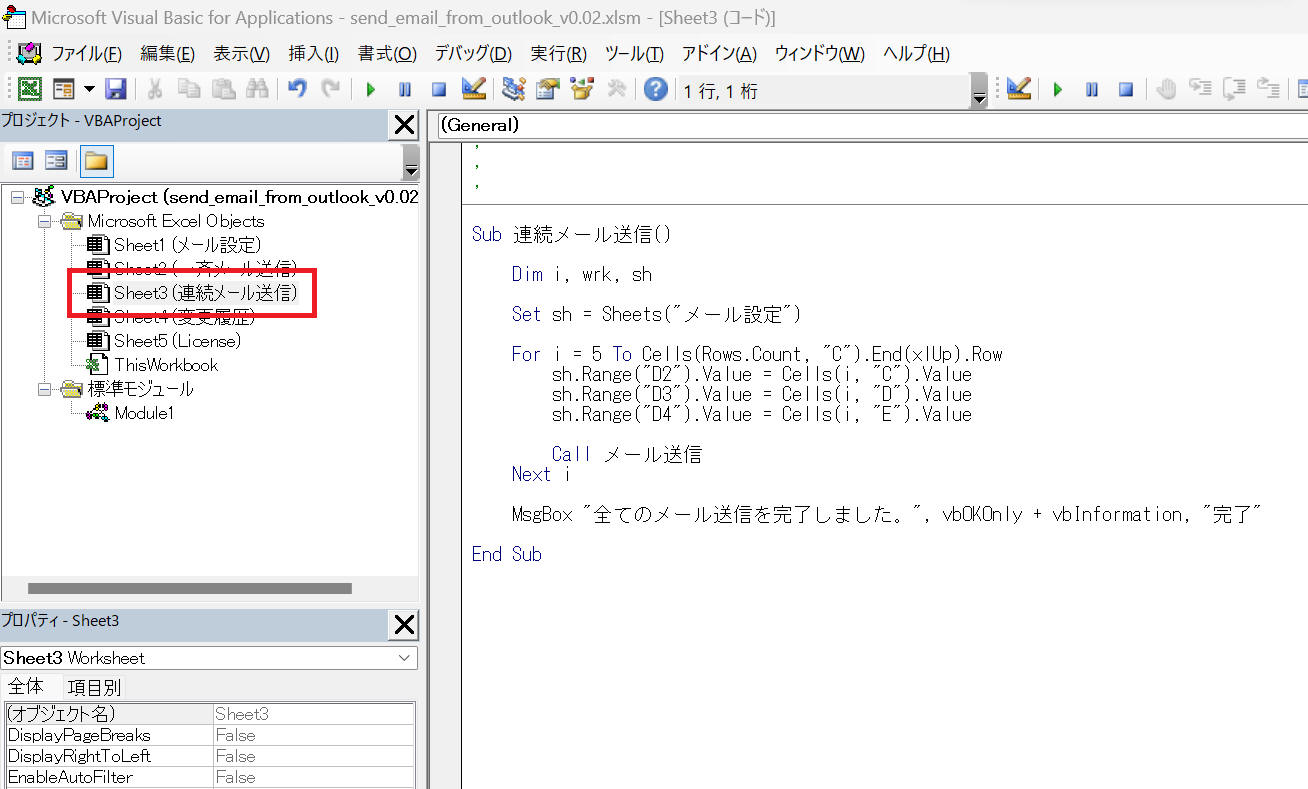 Microsoft Visual Basic for Applications - send_email_from_outlook_v0.02.xlsm - [Sheet3 (コード)]
ファイル(F) 編集(E) 表示(V) 挿入(I) 書式(O) デバッグ(D) 実行(R) ツール(T) アドイン(A) ウィンドウ(W) ヘルプ(H)
1 行, 1 桁
プロジェクト - VBAProject
VBAProject (send_email_from_outlook_v0.02
Microsoft Excel Objects
Sheet1 (メール設定)
Sheet2 (一斉メール送信)
Sheet3 (連続メール送信)
Sheet4 (変更履歴)
Sheet5 (License)
ThisWorkbook
標準モジュール
Module1
プロパティ - Sheet3
Sheet3 Worksheet
全体 項目別
(オブジェクト名) Sheet3
DisplayPageBreaks False
DisplayRightToLeft False
EnableAutoFilter False
(General)
'
'
'
Sub 連続メール送信()
Dim i, wrk, sh
Set sh = Sheets("メール設定")
For i = 5 To Cells(Rows.Count, "C").End(xlUp).Row
sh.Range("D2").Value = Cells(i, "C").Value
sh.Range("D3").Value = Cells(i, "D").Value
sh.Range("D4").Value = Cells(i, "E").Value
Call メール送信
Next i
MsgBox "全てのメール送信を完了しました。", vbOKOnly + vbInformation, "完了"
End Sub